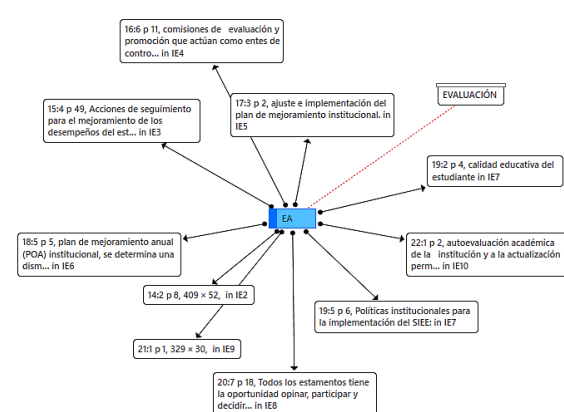 16:6 p 11, comisiones de evaluación y
promoción que actúan como entes de
contro... in IE4
EVALUACIÓN
15:4 p 49, Acciones de seguimiento
para el mejoramiento de los
desempeños del est... in IE3
17:3 p 2, ajuste e implementación del
plan de mejoramiento institucional. in
IE5
19:2 p 4, calidad educativa del
estudiante in IE7
EA
18:5 p 5, plan de mejoramiento anual
(POA) institucional, se determina una
dism... in IE6
22:1 p 2, autoevaluación académica
de la institución y a la actualización
perm... in IE10
14:2 p 8, 409 × 52, in IE2
19:5 p 6, Políticas institucionales para
la implementación del SIEE: in IE7
21:1 p 1, 329 × 30, in IE9
20:7 p 18, Todos los estamentos tiene
la oportunidad opinar, participar y
decidir... in IE8